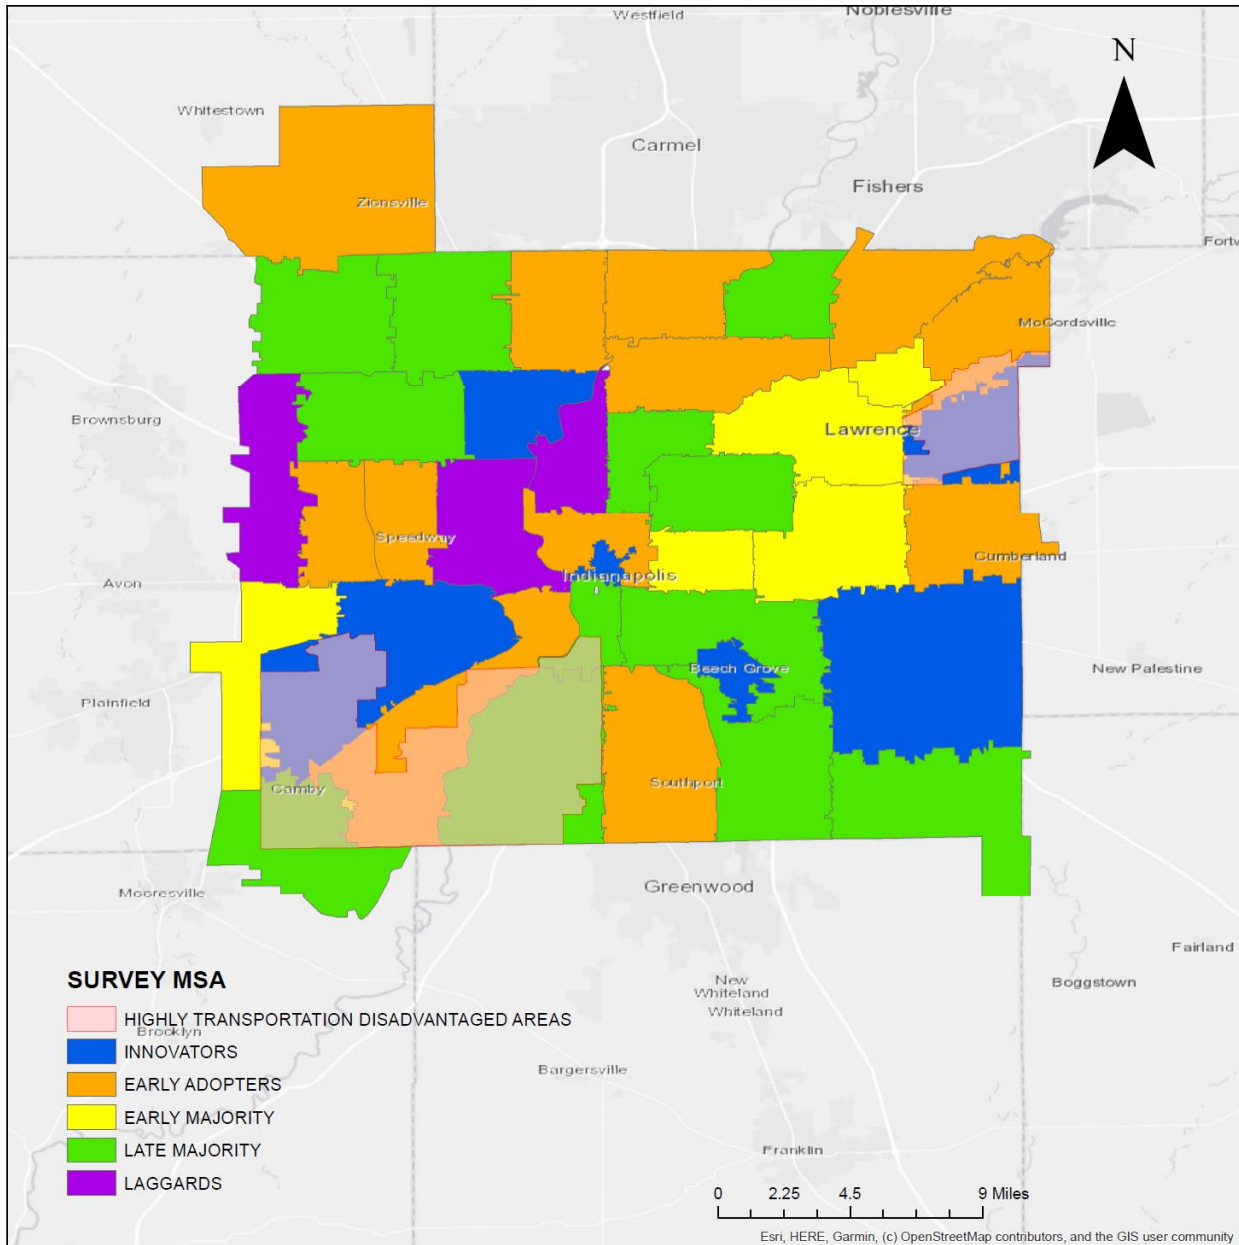 Westfield
Noblesville
N
Whitestown
Carmel
Fishers
Zionsville
Fortv
McCordsville
Brownsburg
Lawrence
Speedway
Cumberland
Avon
Indianapolis
Beech Grove
New Palestine
Plainfield
Camby
Southport
Mooresville
Greenwood
Fairland
SURVEY MSA
New
Whiteland
Boggstown
Whiteland
HIGHLY TRANSPORTATION DISADVANTAGED AREAS
Brooklyn
INNOVATORS
Bargersville
EARLY ADOPTERS
EARLY MAJORITY
LATE MAJORITY
Franklin
LAGGARDS
0 2.25 4.5 9 Miles
Esri, HERE, Garmin, (c) OpenStreetMap contributors, and the GIS user community